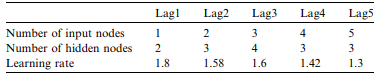 Lag1 Lag2 Lag3 Lag4 Lag5
Number of input nodes 1 2 3 4 5
Number of hidden nodes 2 3 4 3 3
Learning rate 1.8 1.58 1.6 1.42 1.3